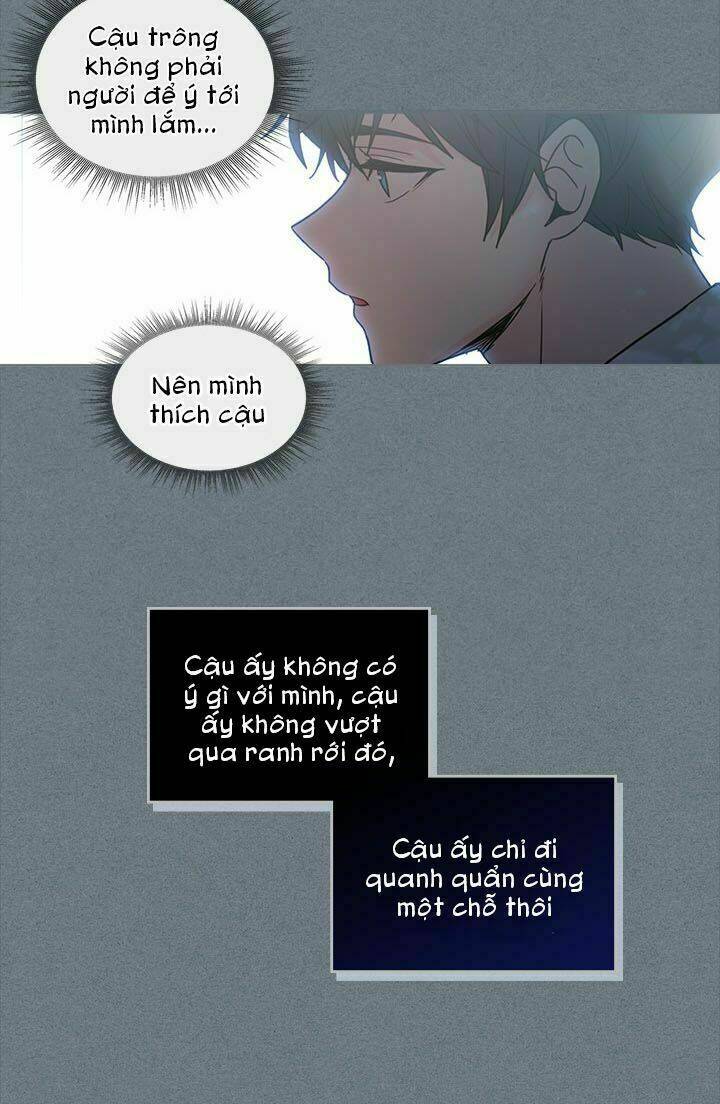 Cậu trông
không phải
người để ý tới
mình lắm...
Nên mình
thích cậu
Cậu ấy không có
ý gì với mình, cậu
ấy không vượt
qua ranh rới đó,
Cậu ấy chỉ đi
quanh quẩn cùng
một chỗ thôi